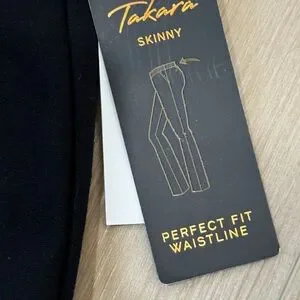 Takara
SKINNY
PERFECT FIT
WAISTLINE